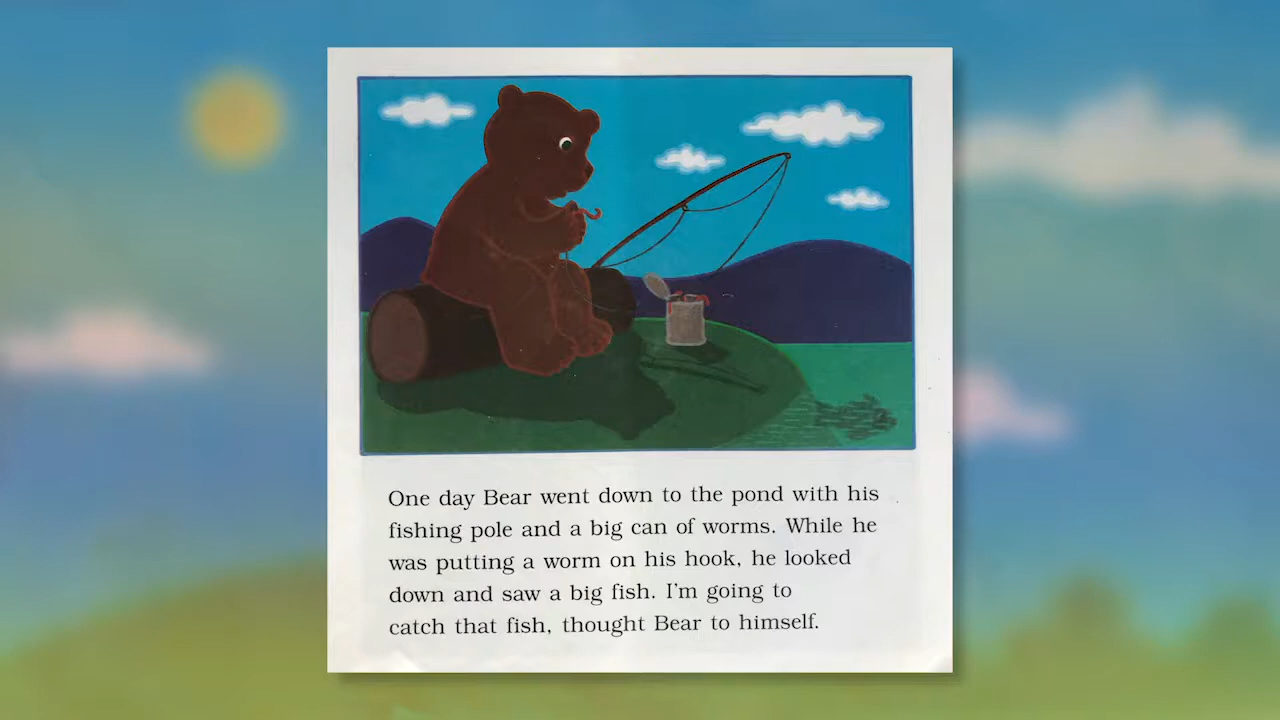 One day Bear went down to the pond with his
fishing pole and a big can of worms. While he
was putting a worm on his hook, he looked
down and saw a big fish. I'm going to
catch that fish, thought Bear to himself.